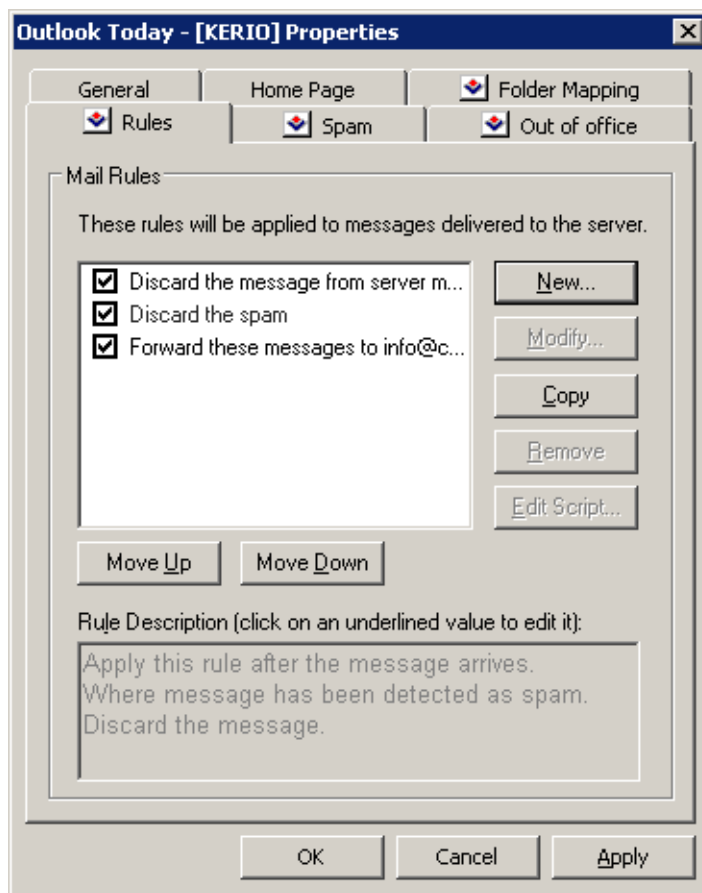 Outlook Today - [KERIO] Properties
General Home Page Folder Mapping
Rules Spam Out of office
Mail Rules
These rules will be applied to messages delivered to the server.
Discard the message from server m...
Discard the spam
Forward these messages to info@c...
New...
Modify...
Copy
Remove
Edit Script...
Move Up Move Down
Rule Description (click on an underlined value to edit it):
Apply this rule after the message arrives.
Where message has been detected as spam.
Discard the message.
OK Cancel Apply